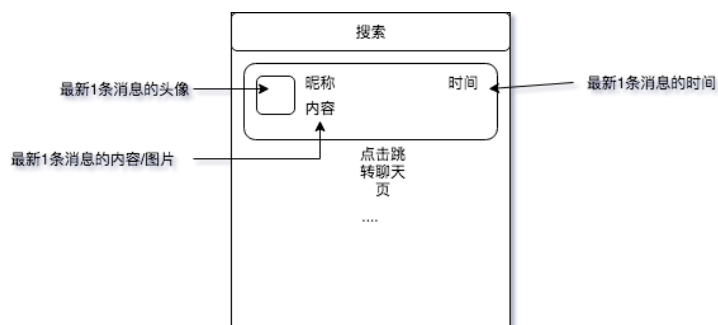 搜索
最新1条消息的头像
昵称
时间
最新1条消息的时间
内容
最新1条消息的内容/图片
点击跳
转聊天
页
....